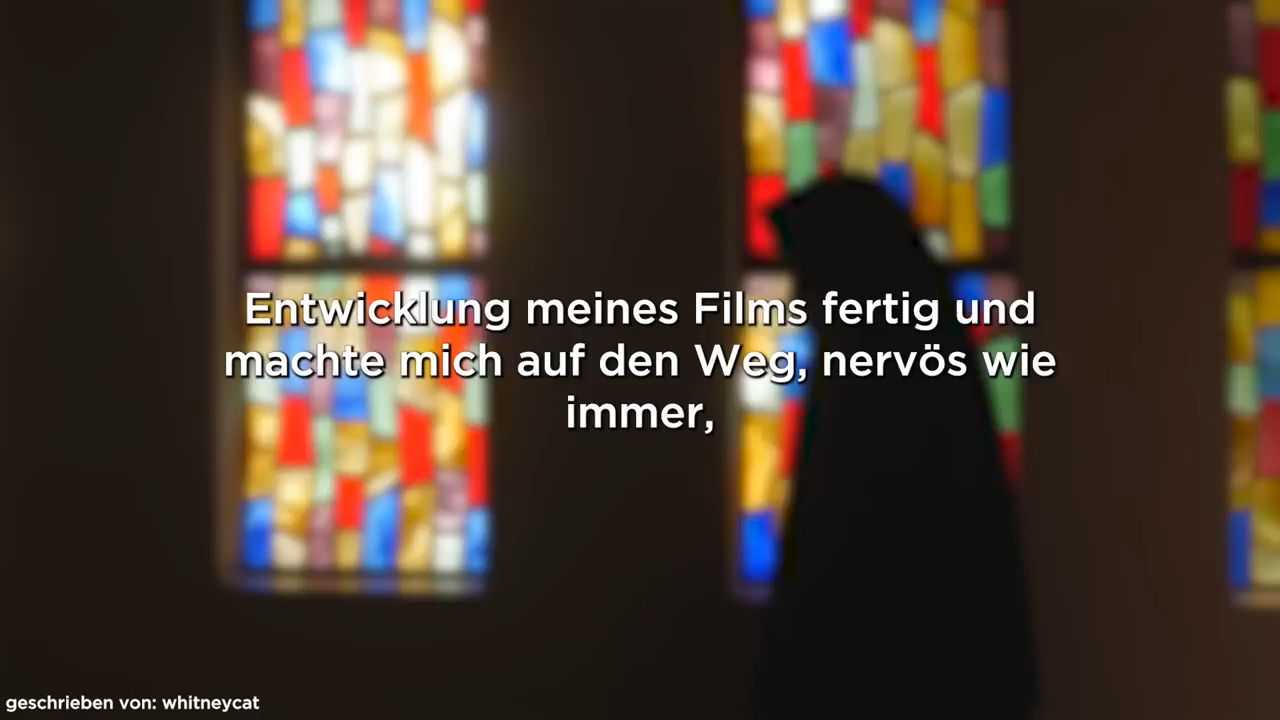 Entwicklung meines Films fertig und
machte mich auf den Weg, nervös wie
immer,
geschrieben von: whitneycat